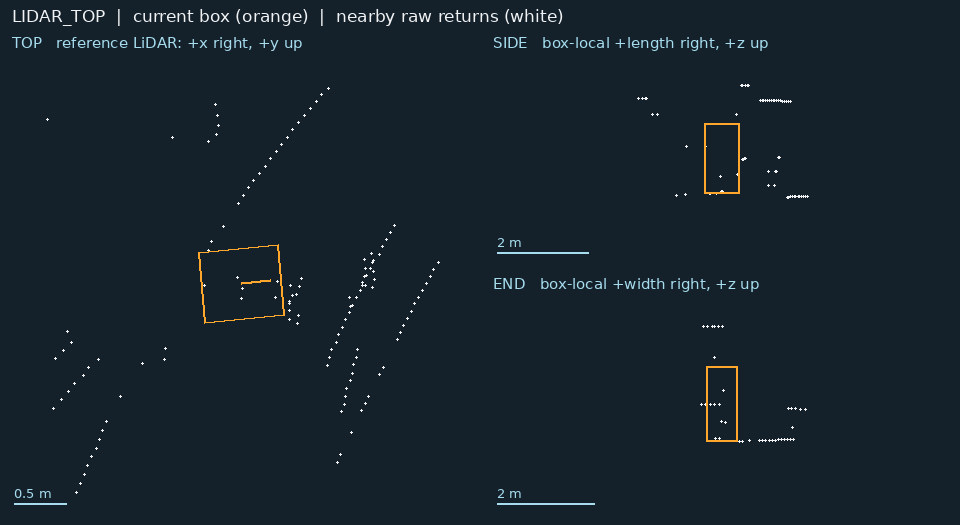 LIDAR_TOP | current box (orange) | nearby raw returns (white)
TOP reference LiDAR: +x right, +y up
SIDE box-local +length right, +z up
2 m
END box-local +width right, +z up
0.5 m
2 m